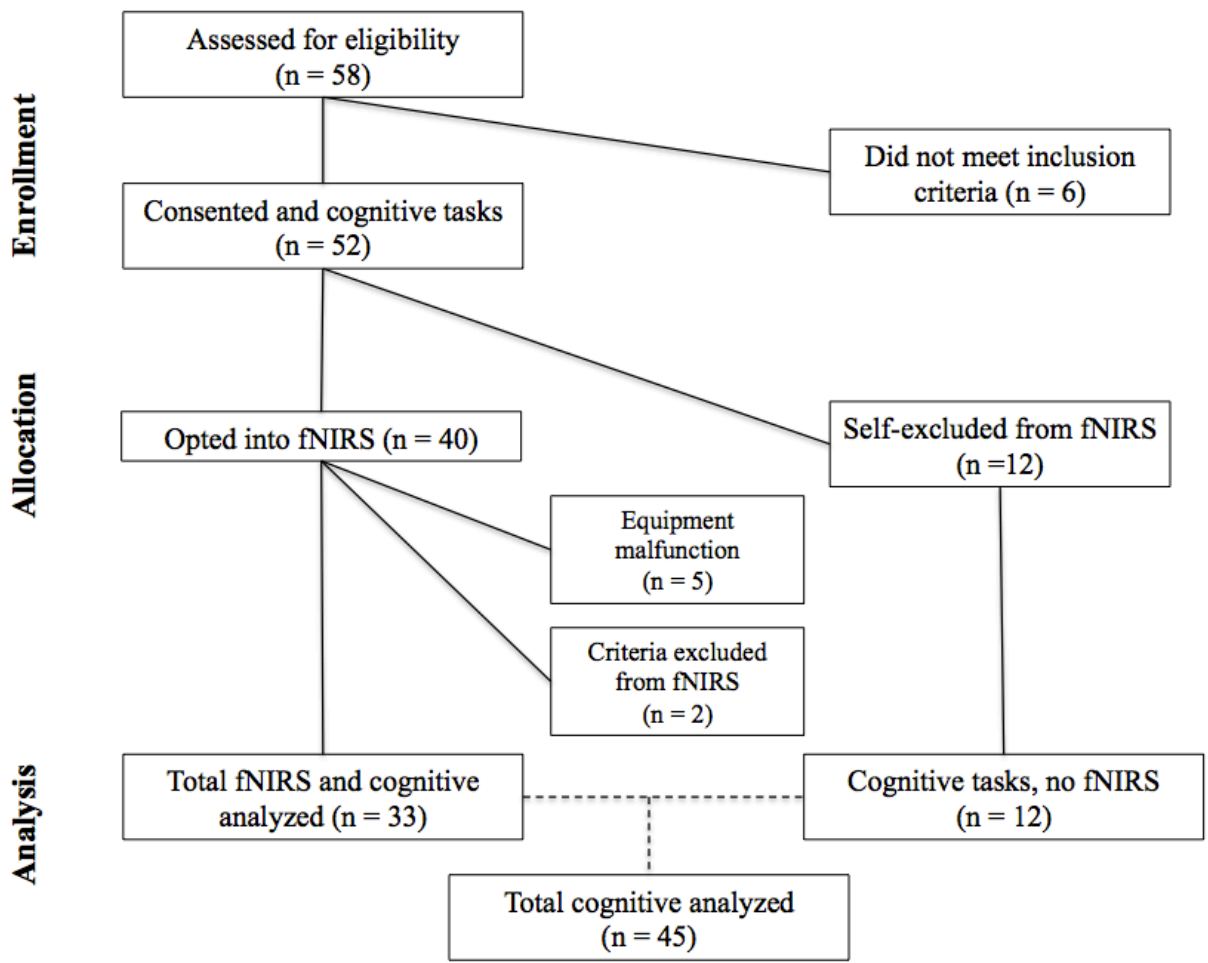 Enrollment
Assessed for eligibility
(n = 58)
Did not meet inclusion
criteria (n = 6)
Consented and cognitive tasks
(n = 52)
Allocation
Opted into fNIRS (n = 40)
Self-excluded from fNIRS
(n =12)
Equipment
malfunction
(n = 5)
Criteria excluded
from fNIRS
(n = 2)
Analysis
Total fNIRS and cognitive
analyzed (n = 33)
Cognitive tasks, no fNIRS
(n = 12)
Total cognitive analyzed
(n = 45)